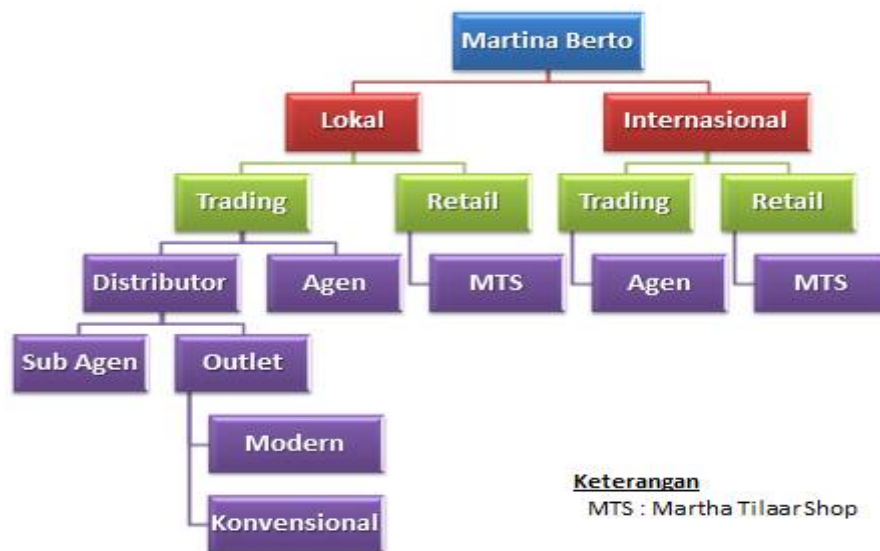 Martina Berto
Lokal
Internasional
Trading
Retail
Trading
Retail
Distributor
Agen
MTS
Agen
MTS
Sub Agen
Outlet
Modern
Konvensional
Keterangan
MTS : Martha Tilaar Shop